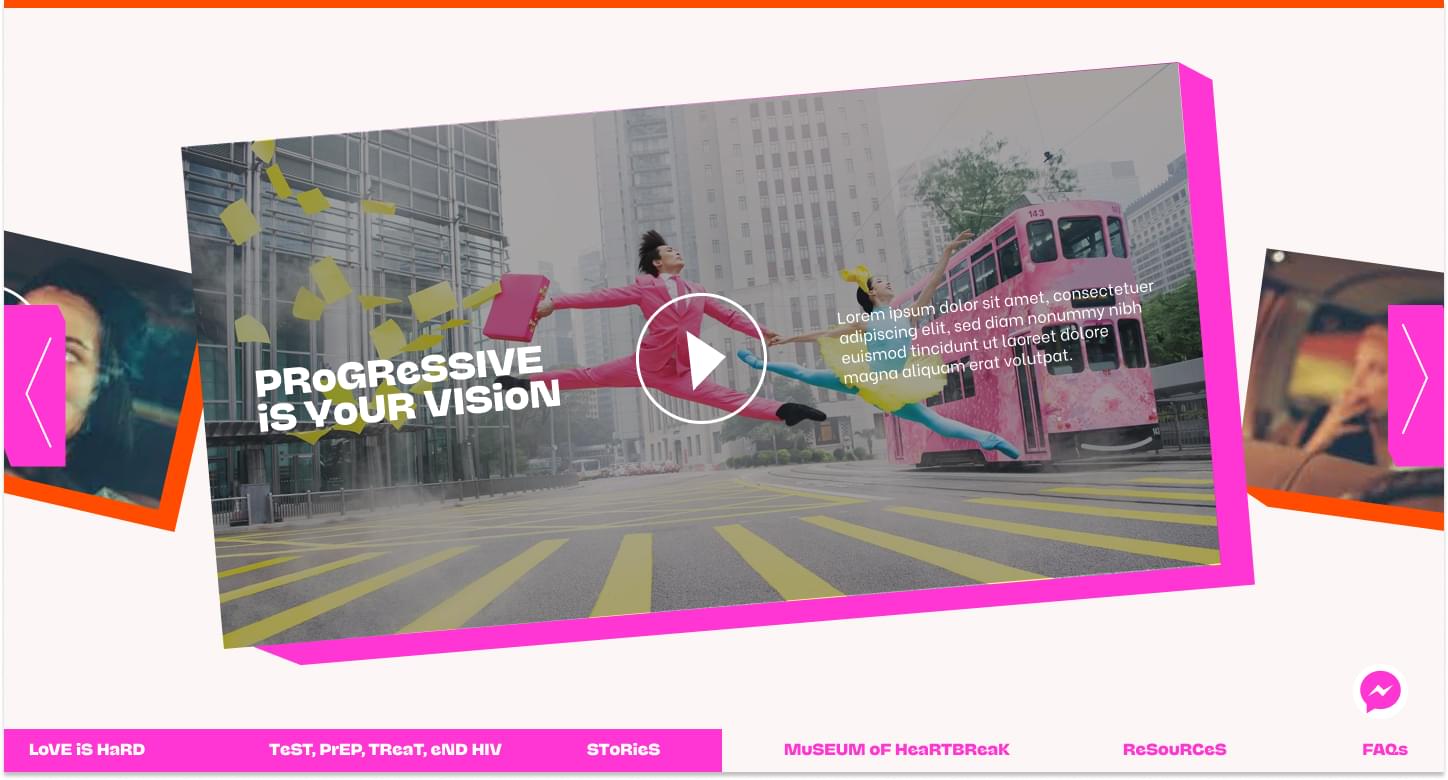 143
PRoGReSSIVE
iS YoUR VISioN
Lorem ipsum dolor sit amet, consectetuer
adipiscing elit, sed diam nonummy nibh
euismod tincidunt ut laoreet dolore
magna aliquam erat volutpat.
LoVE iS HaRD
TeST, PrEP, TReaT, eND HIV
SToRieS
MuSEUM oF HeaRTBReaK
ReSouRCeS
FAQs